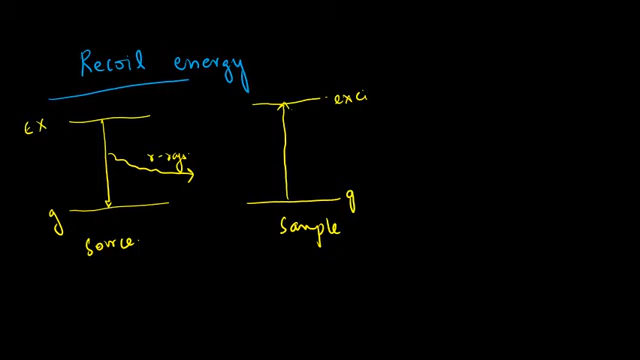 Recoil energy
exci
Ex
γ-rays.
g
g
Sample
Source.